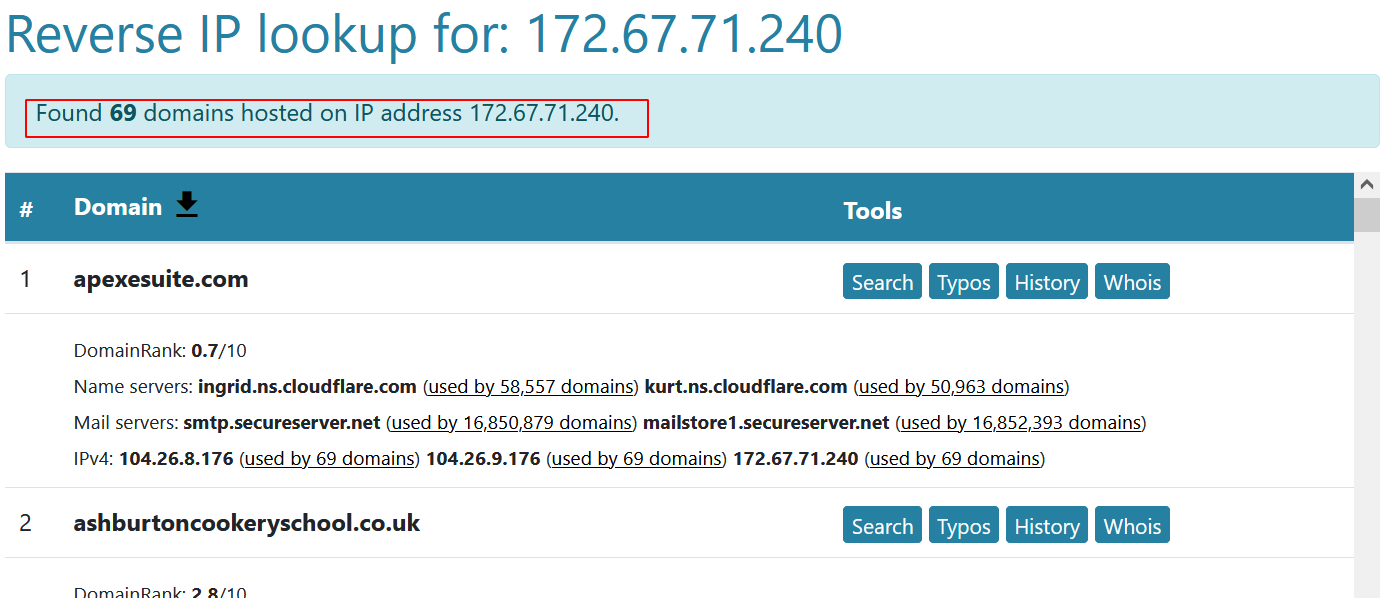 Reverse IP lookup for: 172.67.71.240
Found 69 domains hosted on IP address 172.67.71.240.
# Domain Tools
1 apexesuite.com Search Typos History Whois
DomainRank: 0.7/10
Name servers: ingrid.ns.cloudflare.com (used by 58,557 domains) kurt.ns.cloudflare.com (used by 50,963 domains)
Mail servers: smtp.secureserver.net (used by 16,850,879 domains) mailstore1.secureserver.net (used by 16,852,393 domains)
IPv4: 104.26.8.176 (used by 69 domains) 104.26.9.176 (used by 69 domains) 172.67.71.240 (used by 69 domains)
2 ashburtoncookeryschool.co.uk Search Typos History Whois
DomainRank: 2.8/10